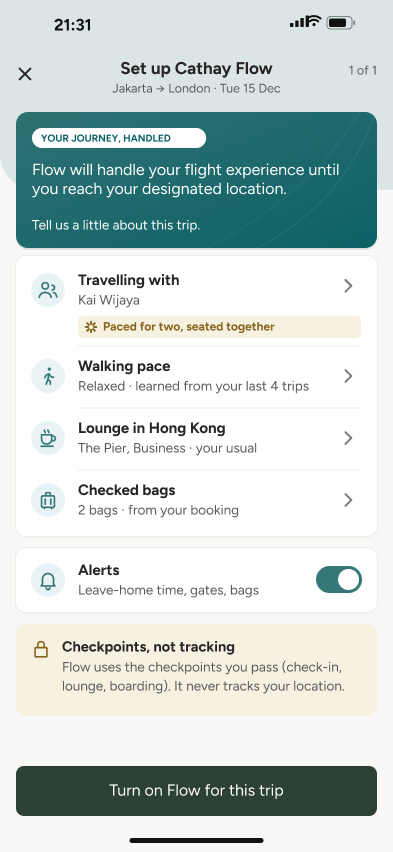 21:31
Set up Cathay Flow
1 of 1
Jakarta → London · Tue 15 Dec
YOUR JOURNEY, HANDLED
Flow will handle your flight experience until
you reach your designated location.
Tell us a little about this trip.
Travelling with
Kai Wijaya
Paced for two, seated together
Walking pace
Relaxed · learned from your last 4 trips
Lounge in Hong Kong
The Pier, Business · your usual
Checked bags
2 bags · from your booking
Alerts
Leave-home time, gates, bags
Checkpoints, not tracking
Flow uses the checkpoints you pass (check-in,
lounge, boarding). It never tracks your location.
Turn on Flow for this trip